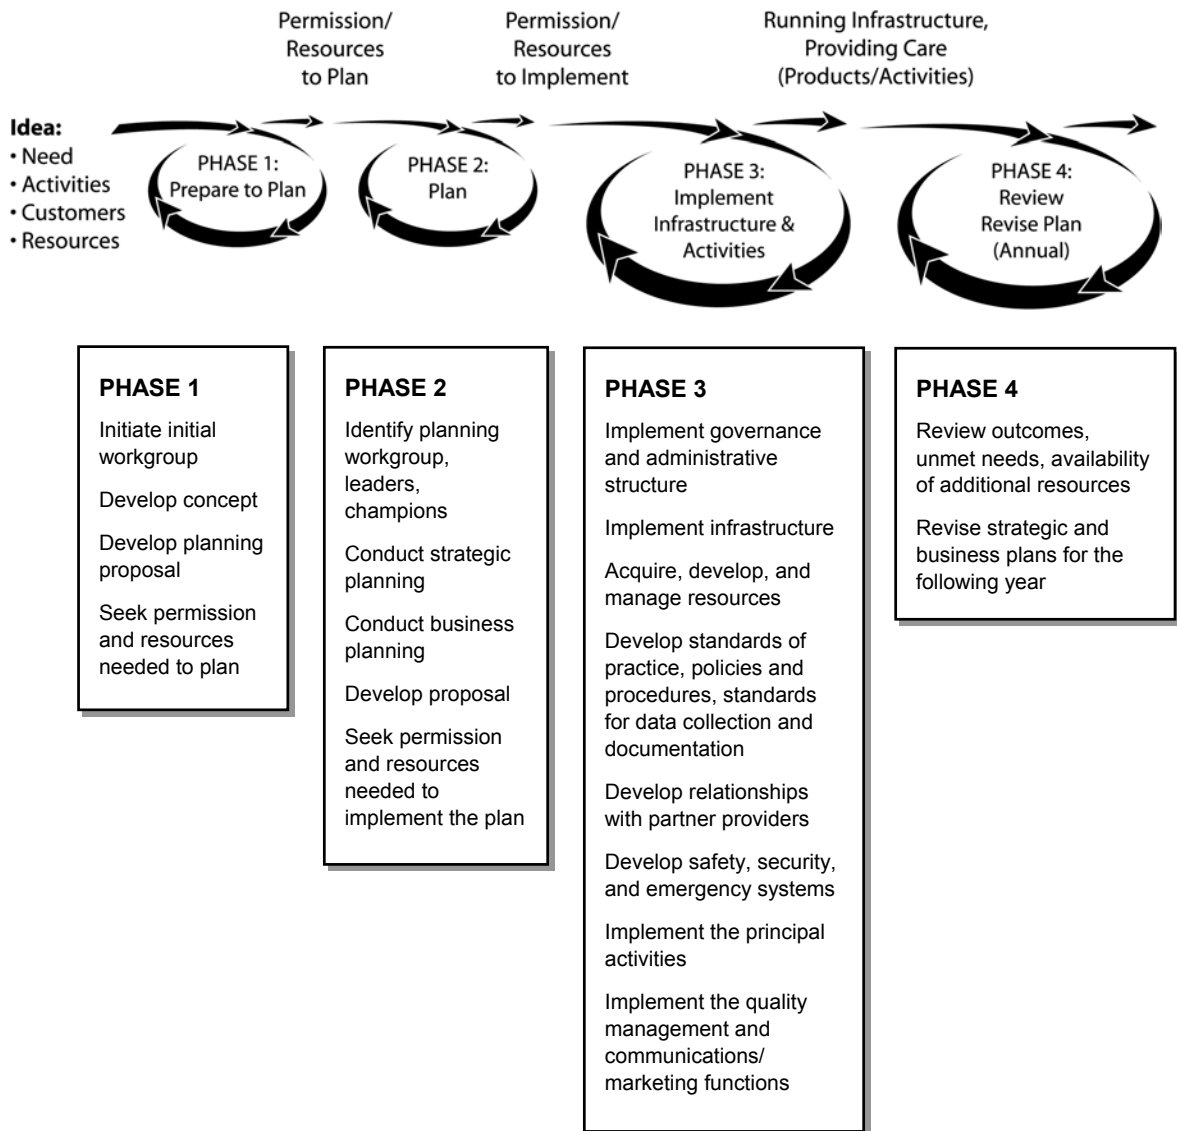 Permission/
Resources
to Plan
Permission/
Resources
to Implement
Running Infrastructure,
Providing Care
(Products/Activities)
Idea:
• Need
• Activities
• Customers
• Resources
PHASE 1:
Prepare to Plan
PHASE 2:
Plan
PHASE 3:
Implement
Infrastructure &
Activities
PHASE 4:
Review
Revise Plan
(Annual)
PHASE 1
Initiate initial
workgroup
Develop concept
Develop planning
proposal
Seek permission
and resources
needed to plan
PHASE 2
Identify planning
workgroup,
leaders,
champions
Conduct strategic
planning
Conduct business
planning
Develop proposal
Seek permission
and resources
needed to
implement the plan
PHASE 3
Implement governance
and administrative
structure
Implement infrastructure
Acquire, develop, and
manage resources
Develop standards of
practice, policies and
procedures, standards
for data collection and
documentation
Develop relationships
with partner providers
Develop safety, security,
and emergency systems
Implement the principal
activities
Implement the quality
management and
communications/
marketing functions
PHASE 4
Review outcomes,
unmet needs, availability
of additional resources
Revise strategic and
business plans for the
following year